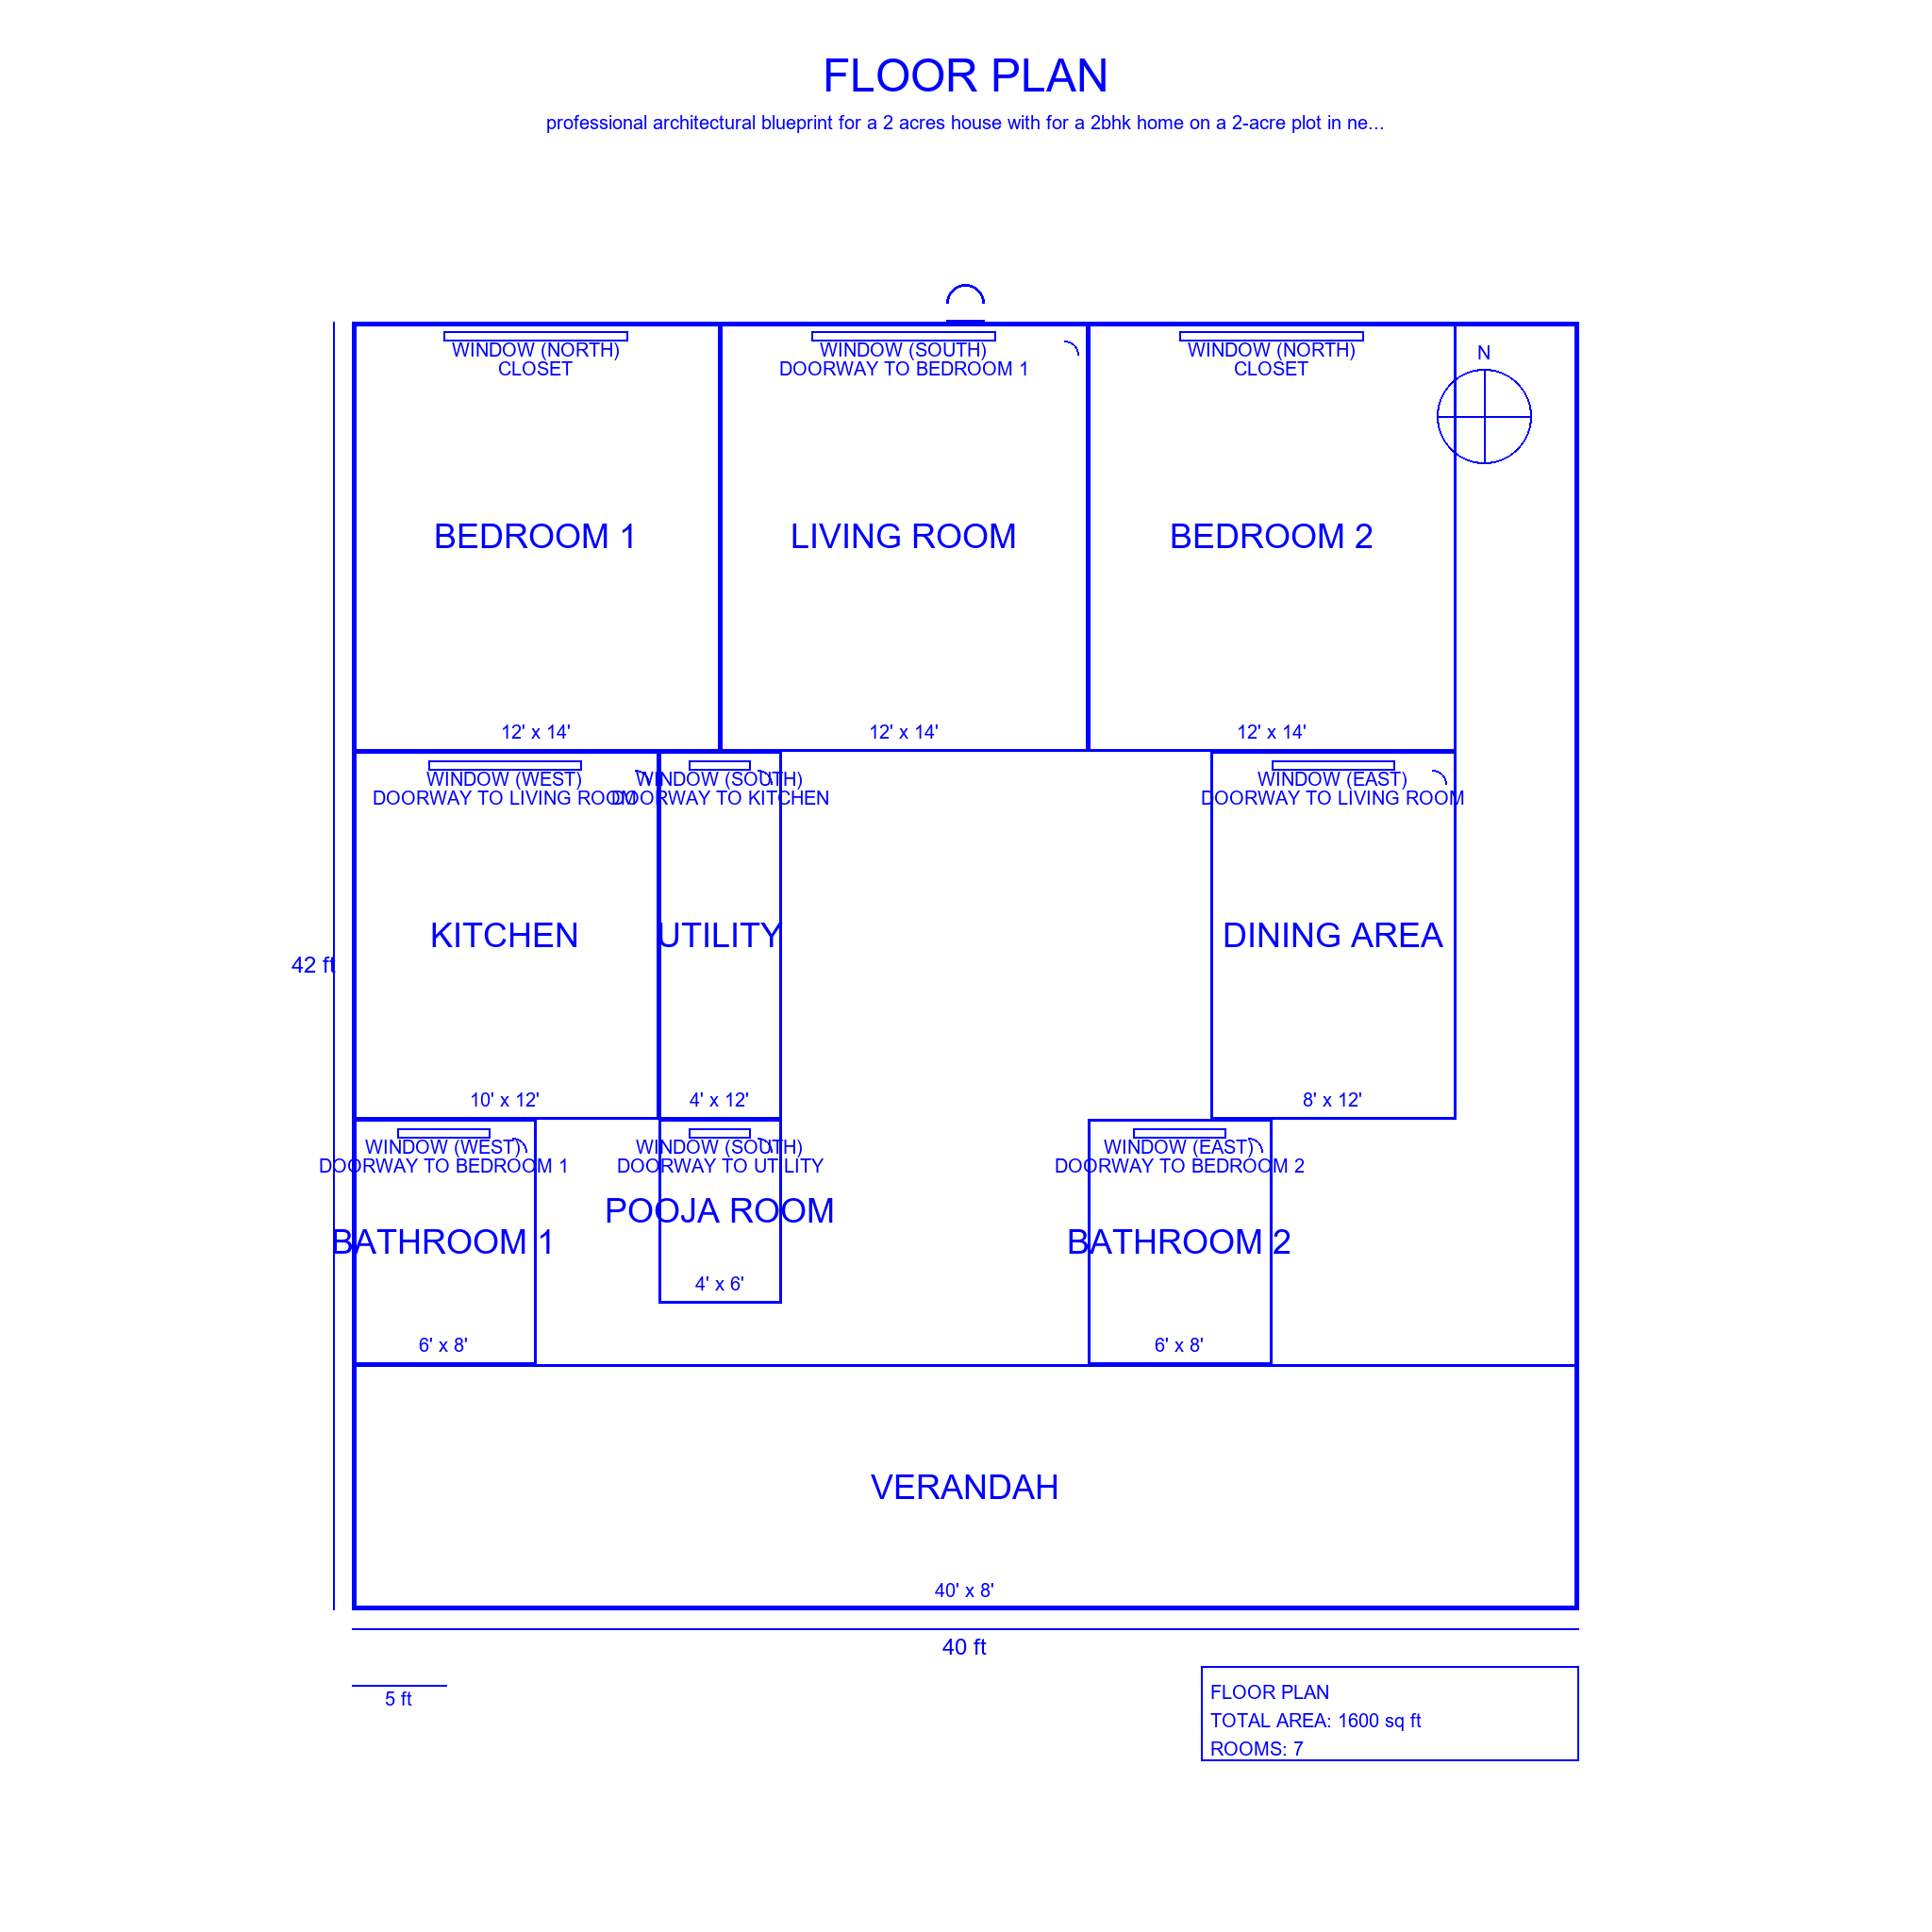 FLOOR PLAN
professional architectural blueprint for a 2 acres house with for a 2bhk home on a 2-acre plot in ne...
WINDOW (NORTH)
CLOSET
BEDROOM 1
12' x 14'
WINDOW (SOUTH)
DOORWAY TO BEDROOM 1
LIVING ROOM
12' x 14'
WINDOW (NORTH)
CLOSET
BEDROOM 2
12' x 14'
N
WINDOW (WEST)
DOORWAY TO LIVING ROOM
KITCHEN
10' x 12'
WINDOW (SOUTH)
DOORWAY TO KITCHEN
UTILITY
4' x 12'
WINDOW (EAST)
DOORWAY TO LIVING ROOM
DINING AREA
8' x 12'
42 ft
WINDOW (WEST)
DOORWAY TO BEDROOM 1
BATHROOM 1
6' x 8'
WINDOW (SOUTH)
DOORWAY TO UTILITY
POOJA ROOM
4' x 6'
WINDOW (EAST)
DOORWAY TO BEDROOM 2
BATHROOM 2
6' x 8'
VERANDAH
40' x 8'
40 ft
5 ft
FLOOR PLAN
TOTAL AREA: 1600 sq ft
ROOMS: 7